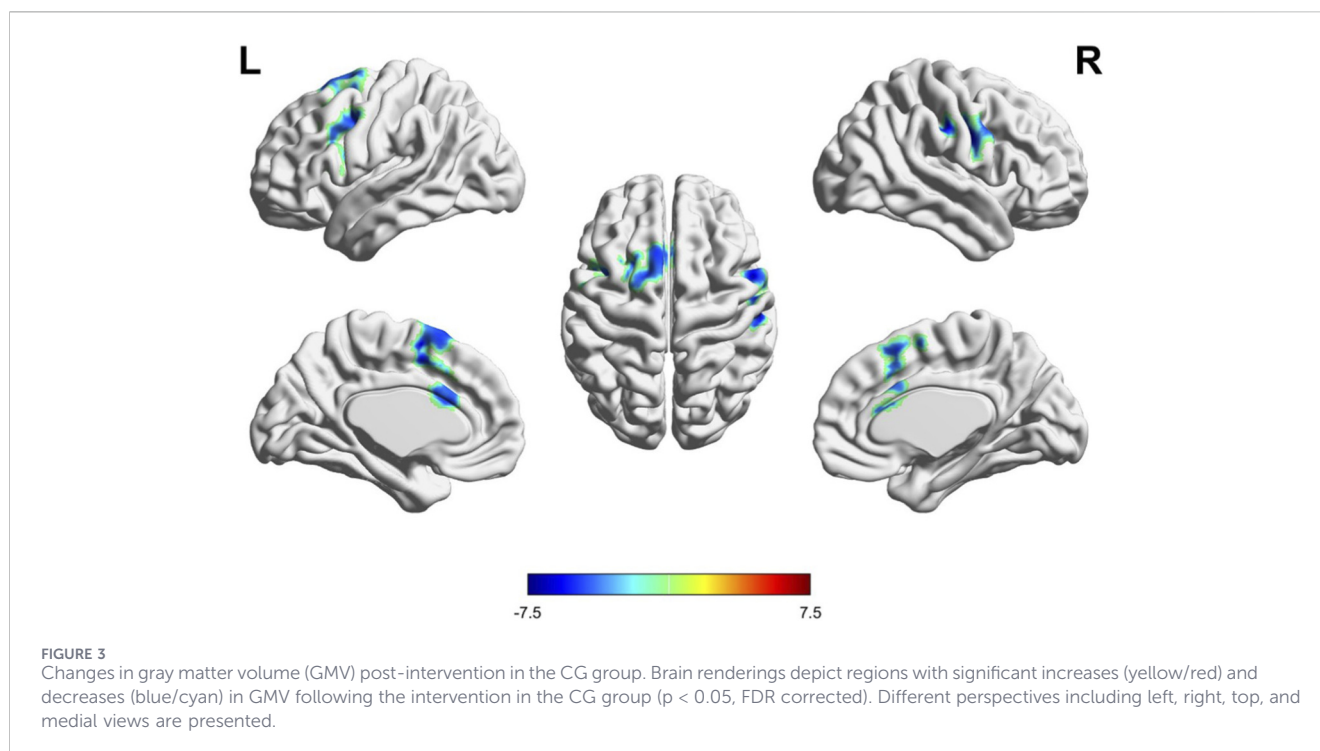 L
R
-7.5
7.5
FIGURE 3
Changes in gray matter volume (GMV) post-intervention in the CG group. Brain renderings depict regions with significant increases (yellow/red) and
decreases (blue/cyan) in GMV following the intervention in the CG group (p < 0.05, FDR corrected). Different perspectives including left, right, top, and
medial views are presented.